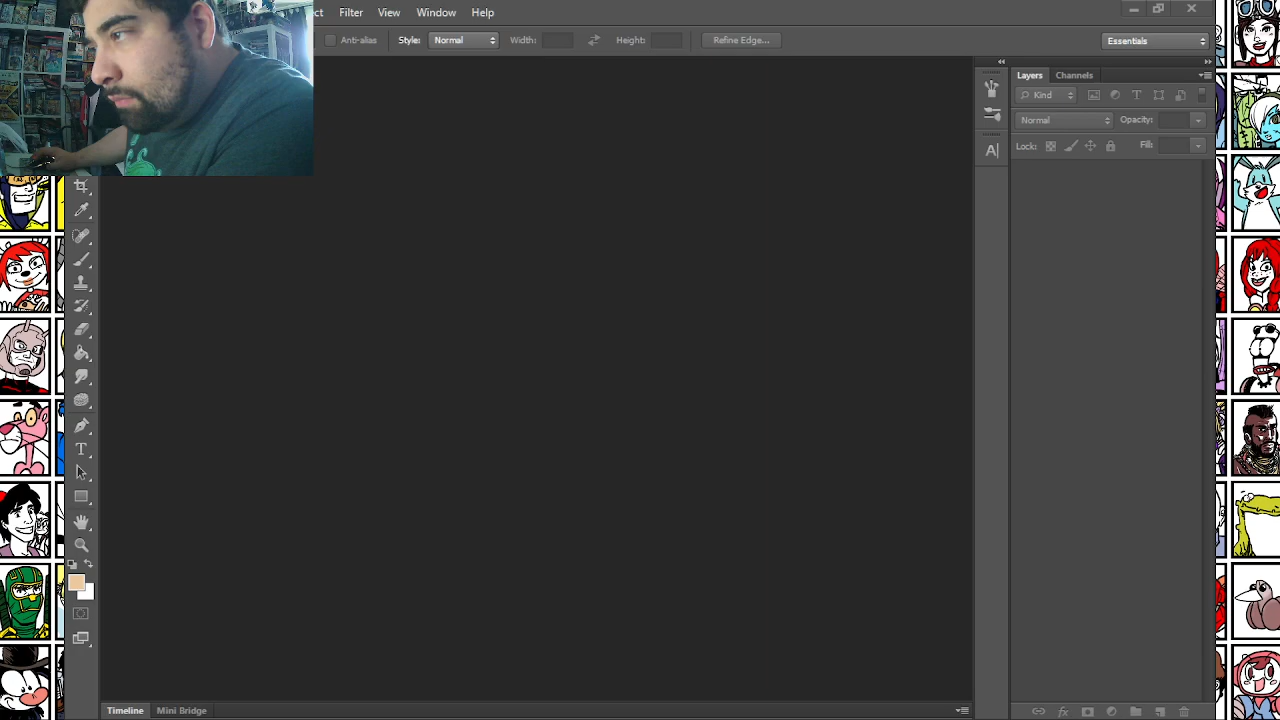 ct Filter View Window Help
Anti-alias Style: Normal Width: Height: Refine Edge... Essentials
Layers Channels
Kind T
Normal Opacity:
Lock: Fill:
A|
T
fx
Timeline Mini Bridge